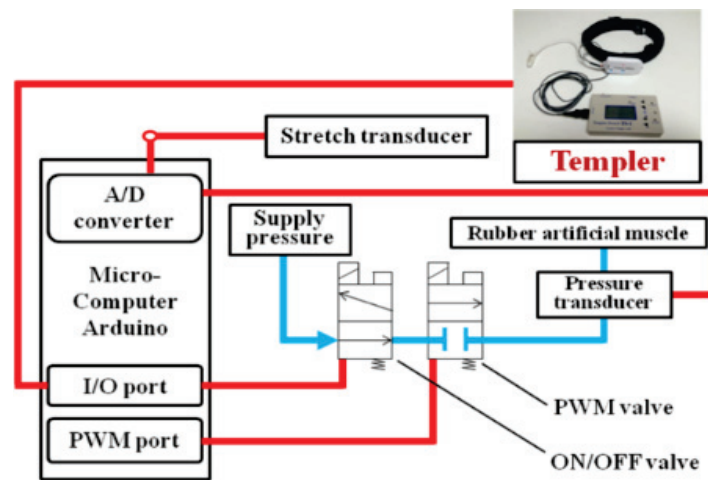 Templer
Stretch transducer
A/D
converter
Supply
pressure
Rubber artificial muscle
Micro-
Computer
Arduino
Pressure
transducer
I/O port
PWM port
PWM valve
ON/OFF valve